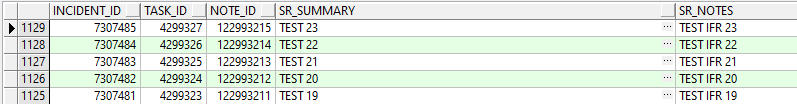 INCIDENT_ID TASK_ID NOTE_ID SR_SUMMARY SR_NOTES
1129 7307485 4299327 122993215 TEST 23 ... TEST IFR 23
1128 7307484 4299326 122993214 TEST 22 ... TEST IFR 22
1127 7307483 4299325 122993213 TEST 21 ... TEST IFR 21
1126 7307482 4299324 122993212 TEST 20 ... TEST IFR 20
1125 7307481 4299323 122993211 TEST 19 ... TEST IFR 19